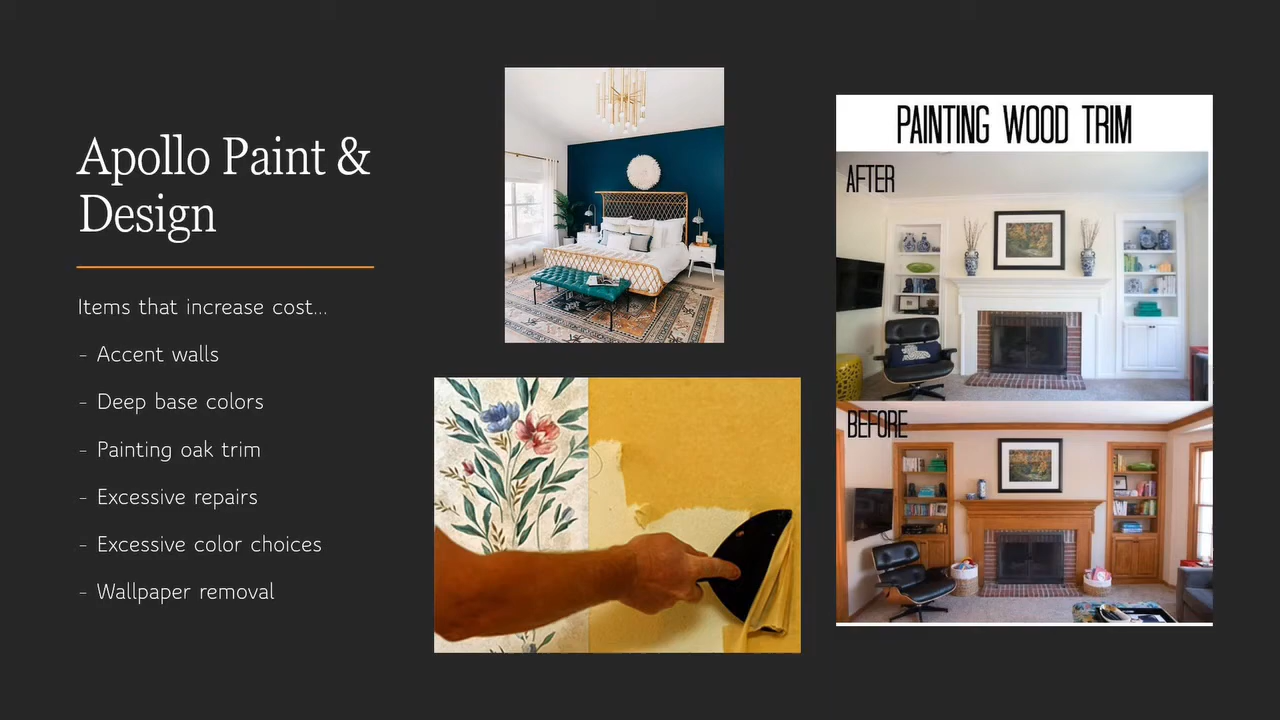 Apollo Paint &
Design
Items that increase cost...
- Accent walls
- Deep base colors
- Painting oak trim
- Excessive repairs
- Excessive color choices
- Wallpaper removal
PAINTING WOOD TRIM
AFTER
BEFORE